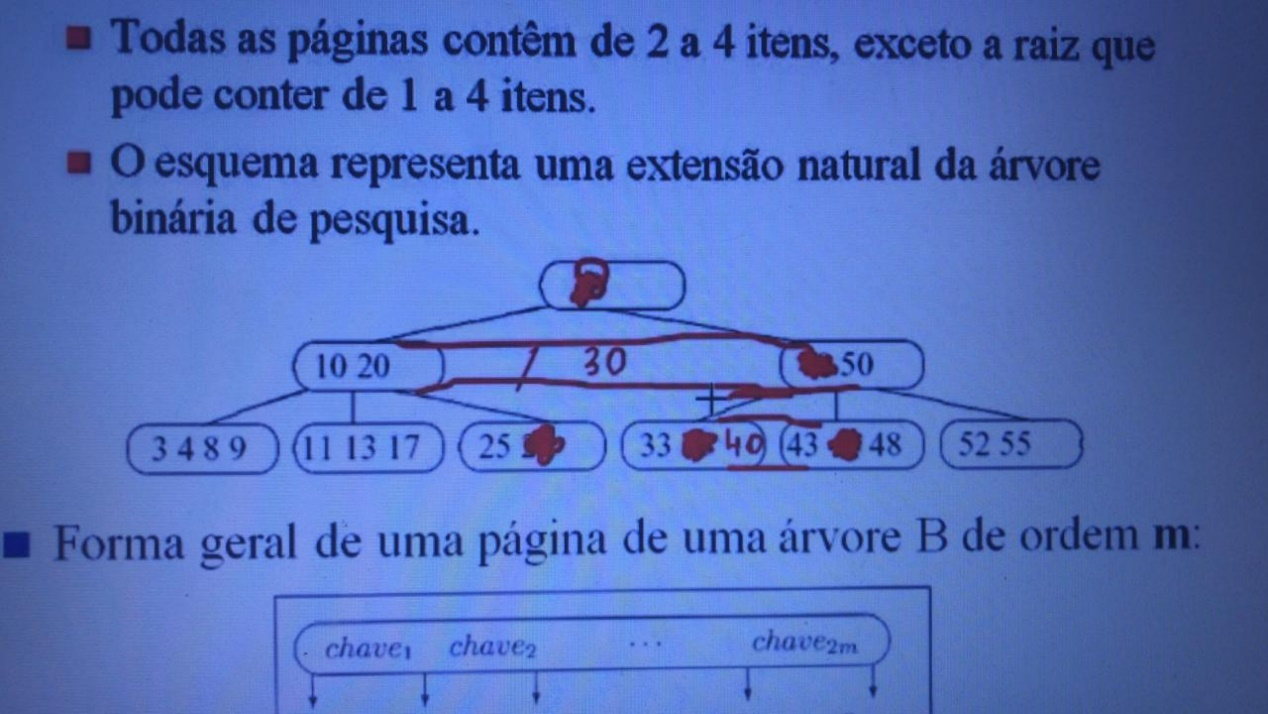 Todas as páginas contêm de 2 a 4 itens, exceto a raiz que
pode conter de 1 a 4 itens.
O esquema representa uma extensão natural da árvore
binária de pesquisa.
10 20 / 30 50
3 4 8 9 11 13 17 25 33 40 43 48 52 55
Forma geral de uma página de uma árvore B de ordem m:
chave1 chave2 ... chave2m